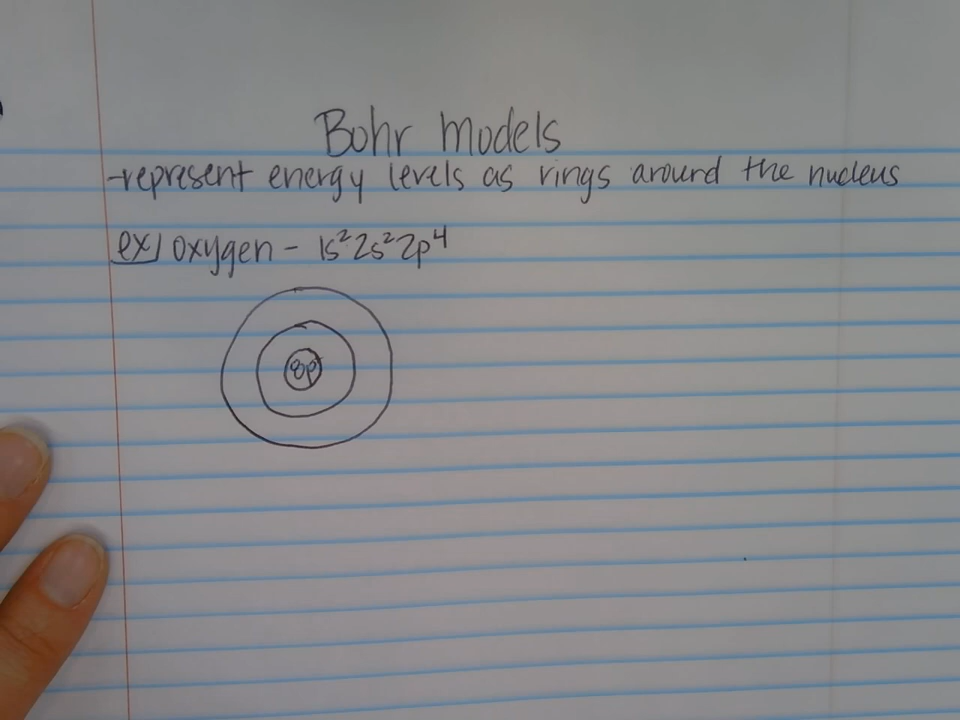 Bohr Models
-represent energy levels as rings around the nucleus
ex) oxygen - 1s²2s²2p⁴
8p